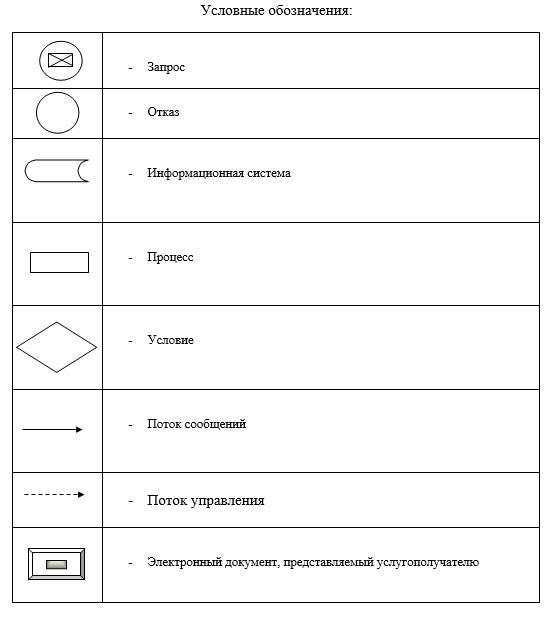 Условные обозначения:
- Запрос
- Отказ
- Информационная система
- Процесс
- Условие
- Поток сообщений
- Поток управления
- Электронный документ, представляемый услугополучателю